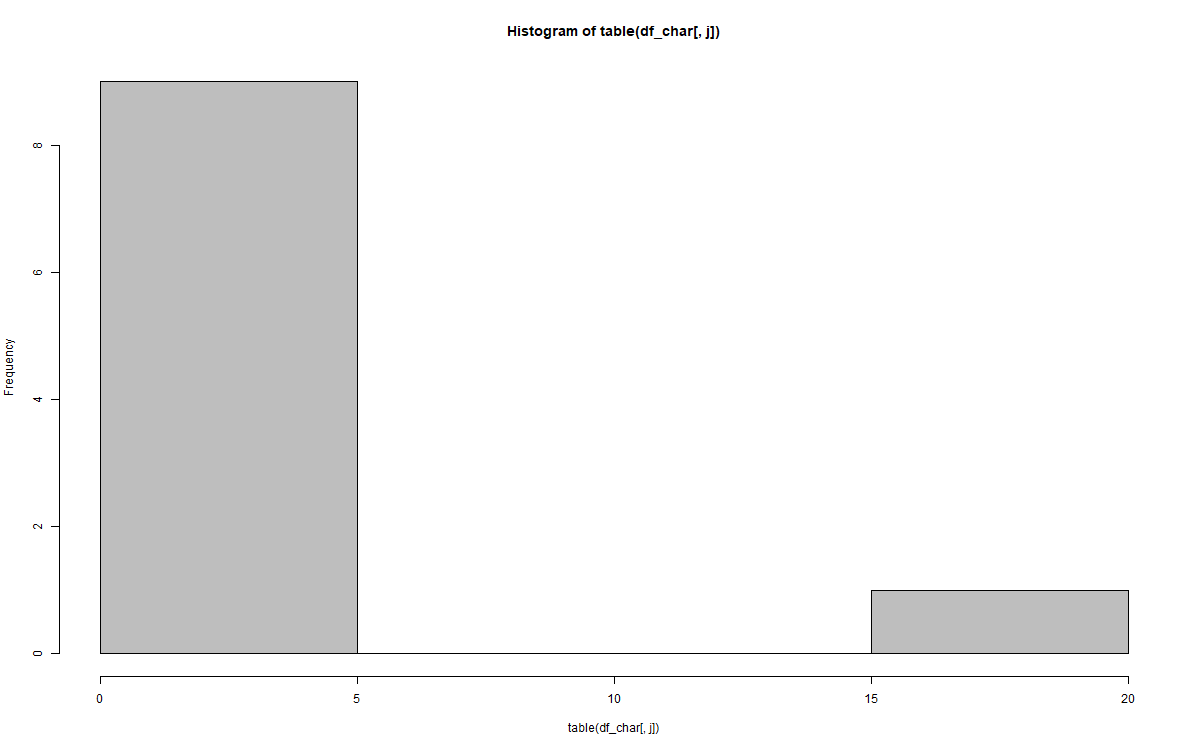 Histogram of table(df_char[, j])
8
6
4
2
0
Frequency
0 5 10 15 20
table(df_char[, j])